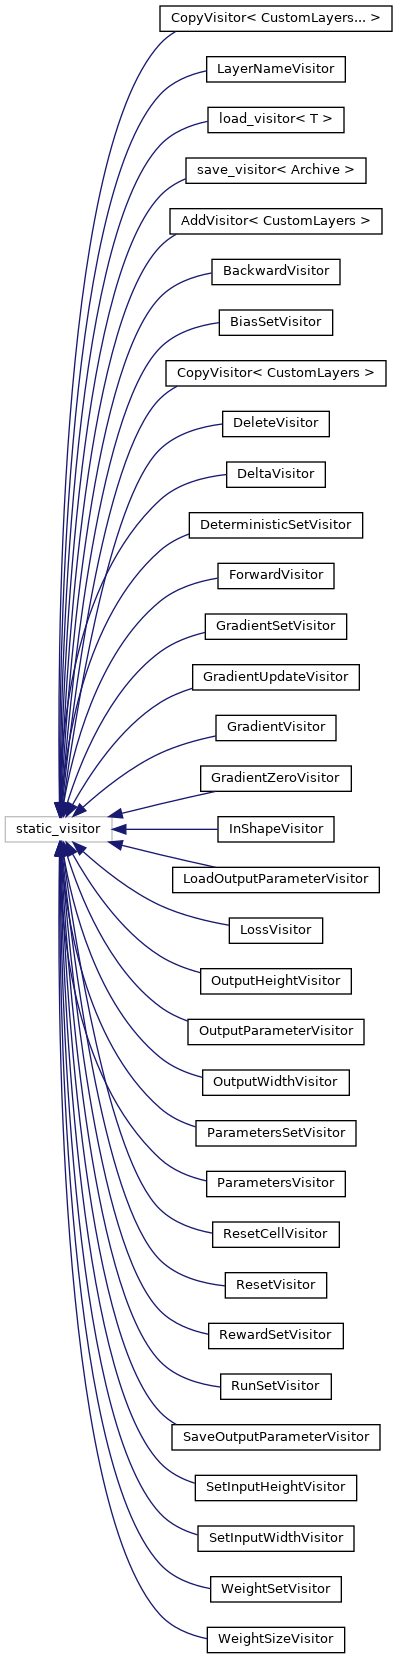 CopyVisitor< CustomLayers... >
LayerNameVisitor
load_visitor< T >
save_visitor< Archive >
AddVisitor< CustomLayers >
BackwardVisitor
BiasSetVisitor
CopyVisitor< CustomLayers >
DeleteVisitor
DeltaVisitor
DeterministicSetVisitor
ForwardVisitor
GradientSetVisitor
GradientUpdateVisitor
GradientVisitor
GradientZeroVisitor
static_visitor
InShapeVisitor
LoadOutputParameterVisitor
LossVisitor
OutputHeightVisitor
OutputParameterVisitor
OutputWidthVisitor
ParametersSetVisitor
ParametersVisitor
ResetCellVisitor
ResetVisitor
RewardSetVisitor
RunSetVisitor
SaveOutputParameterVisitor
SetInputHeightVisitor
SetInputWidthVisitor
WeightSetVisitor
WeightSizeVisitor